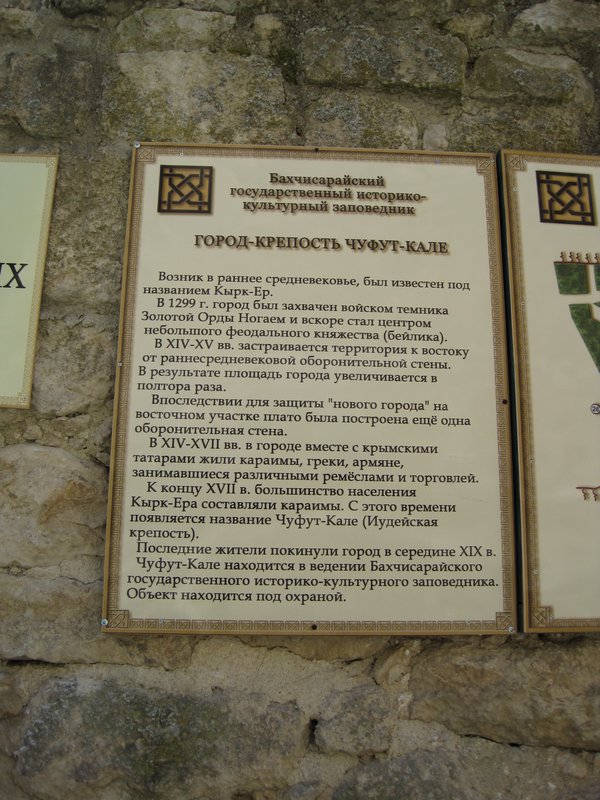 IX
Бахчисарайский
государственный историко-
культурный заповедник
ГОРОД-КРЕПОСТЬ ЧУФУТ-КАЛЕ
Возник в раннее средневековье, был известен под
названием Кырк-Ер.
В 1299 г. город был захвачен войском темника
Золотой Орды Ногаем и вскоре стал центром
небольшого феодального княжества (бейлика).
В XIV-XV вв. застраивается территория к востоку
от раннесредневековой оборонительной стены.
В результате площадь города увеличивается в
полтора раза.
Впоследствии для защиты "нового города" на
восточном участке плато была построена ещё одна
оборонительная стена.
В XIV-XVII вв. в городе вместе с крымскими
татарами жили караимы, греки, армяне,
занимавшиеся различными ремёслами и торговлей.
К концу XVII в. большинство населения
Кырк-Ера составляли караимы. С этого времени
появляется название Чуфут-Кале (Иудейская
крепость).
Последние жители покинули город в середине XIX в.
Чуфут-Кале находится в ведении Бахчисарайского
государственного историко-культурного заповедника.
Объект находится под охраной.